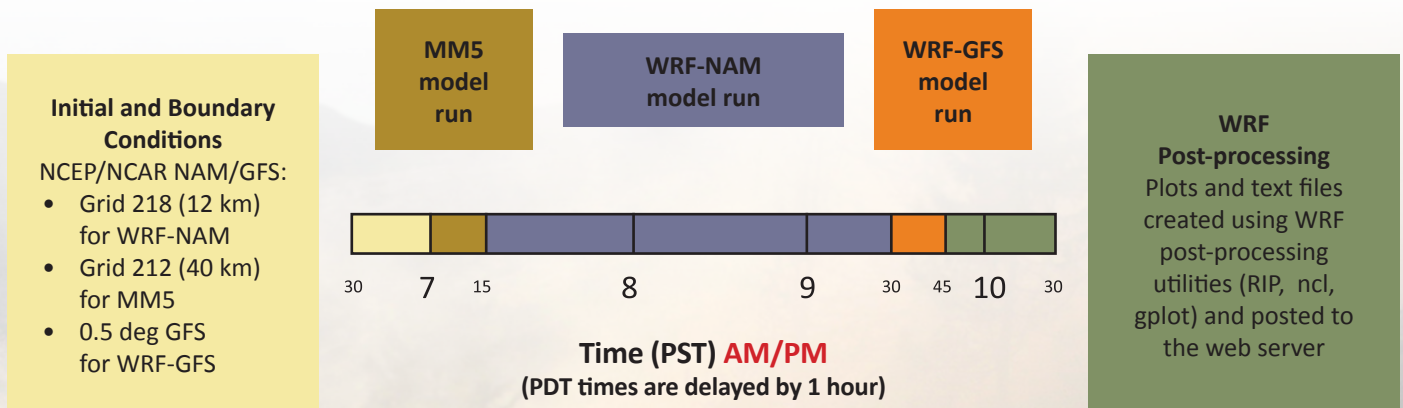 Initial and Boundary
Conditions
NCEP/NCAR NAM/GFS:
• Grid 218 (12 km)
for WRF-NAM
• Grid 212 (40 km)
for MM5
• 0.5 deg GFS
for WRF-GFS
MM5
model
run
WRF-NAM
model run
WRF-GFS
model
run
30 7 15 8 9 30 45 10 30
Time (PST) AM/PM
(PDT times are delayed by 1 hour)
WRF
Post-processing
Plots and text files
created using WRF
post-processing
utilities (RIP, ncl,
gplot) and posted to
the web server